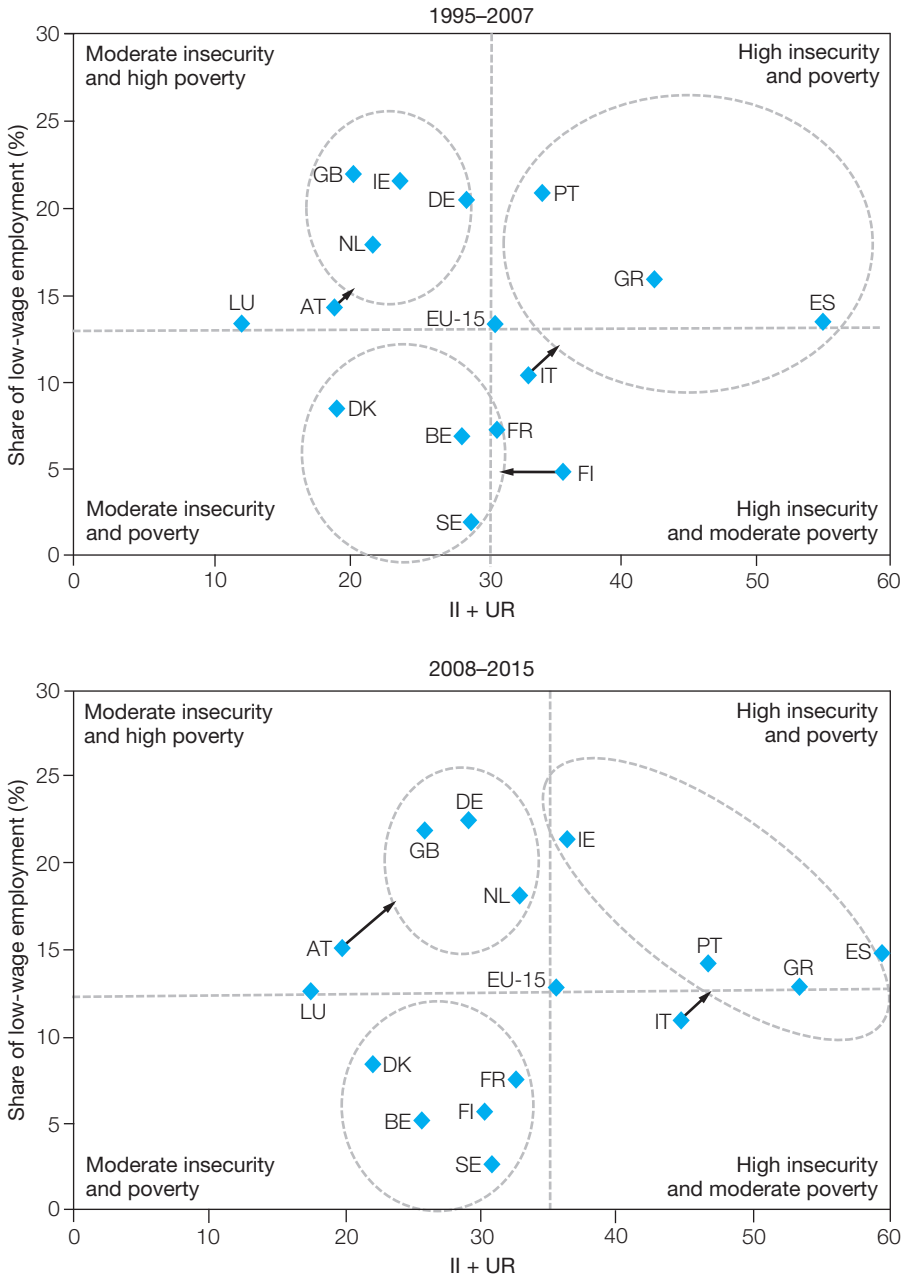 1995–2007
30
Moderate insecurity
and high poverty
High insecurity
and poverty
25
GB
IE
DE
PT
20
NL
GR
15
LU
AT
EU-15
ES
IT
10
DK
BE
FR
5
FI
SE
Moderate insecurity
and poverty
High insecurity
and moderate poverty
0
Share of low-wage employment (%)
0 10 20 30 40 50 60
II + UR
2008–2015
30
Moderate insecurity
and high poverty
High insecurity
and poverty
25
DE
GB
IE
20
NL
15
AT
PT
ES
GR
EU-15
LU
IT
10
DK
FR
FI
BE
5
SE
Moderate insecurity
and poverty
High insecurity
and moderate poverty
0
Share of low-wage employment (%)
0 10 20 30 40 50 60
II + UR